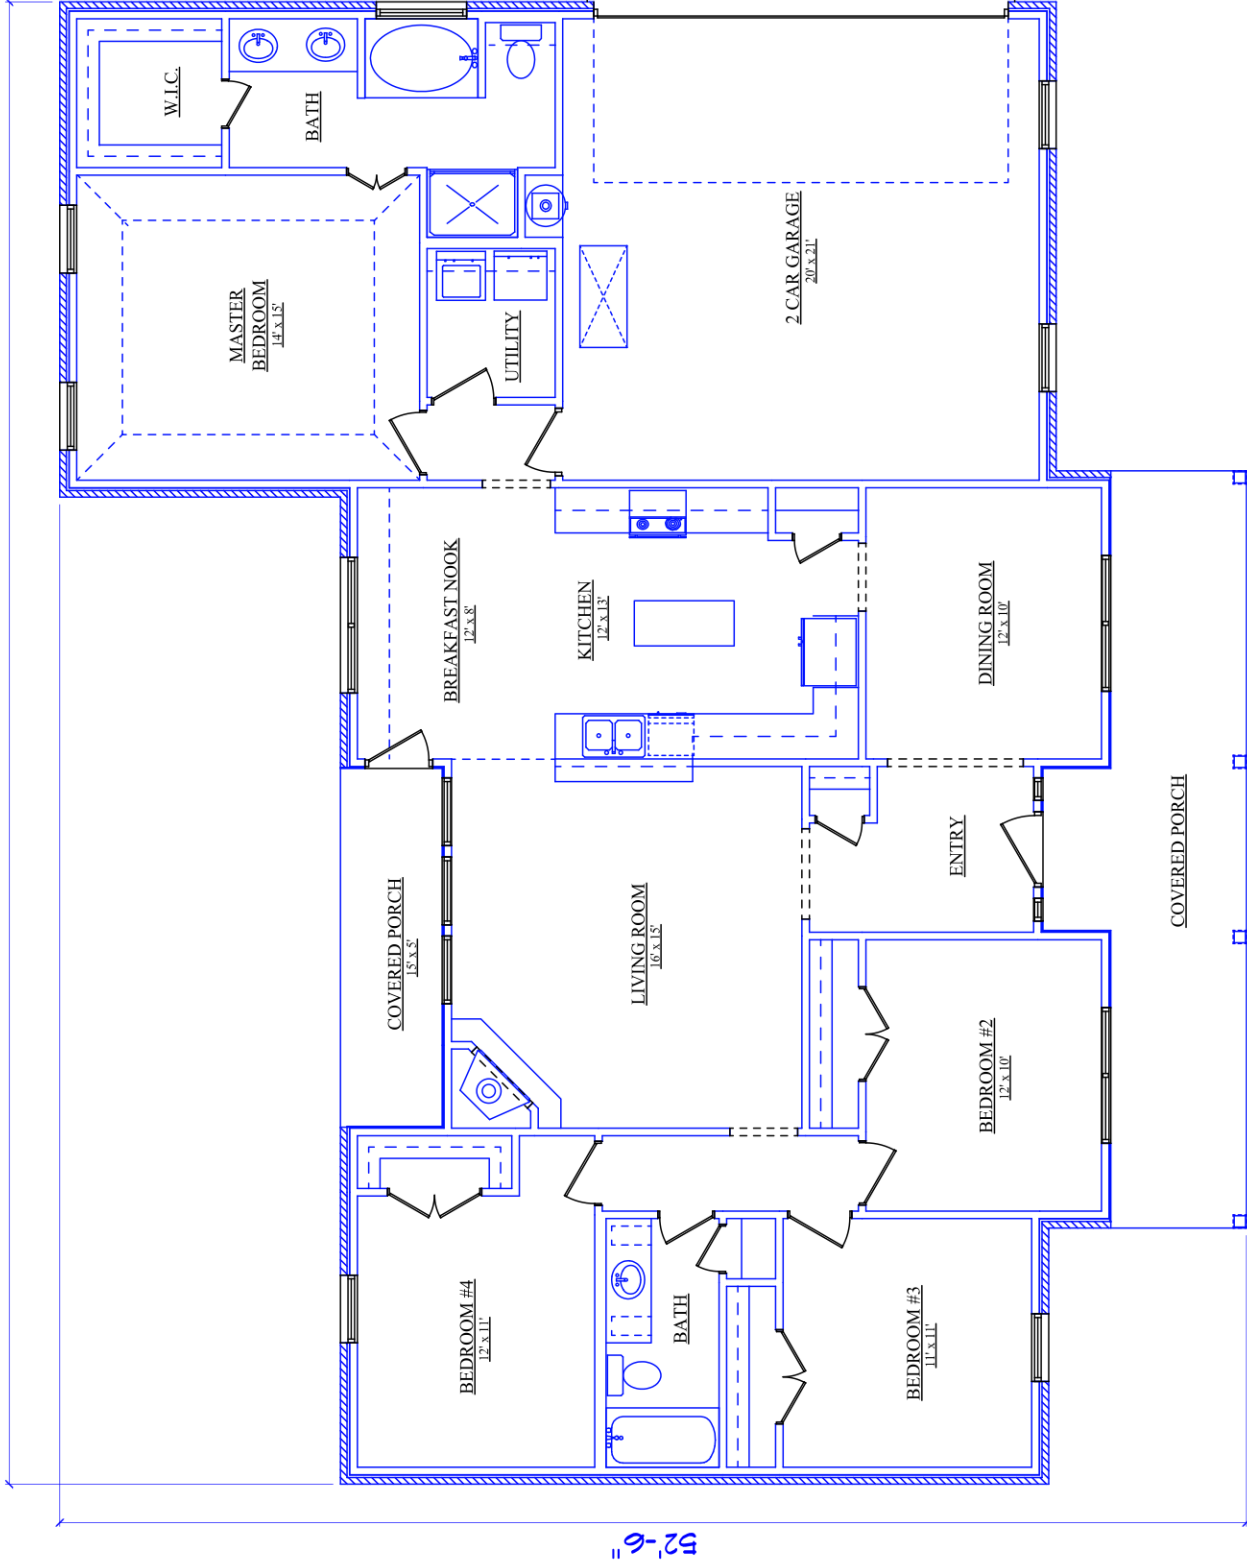 W.I.C.
BATH
MASTER
BEDROOM
14' x 15'
UTILITY
2 CAR GARAGE
20' x 21'
BREAKFAST NOOK
12' x 8'
KITCHEN
12' x 13'
DINING ROOM
12' x 10'
COVERED PORCH
15' x 5'
LIVING ROOM
16' x 15'
ENTRY
COVERED PORCH
BEDROOM #2
12' x 10'
BEDROOM #4
12' x 11'
BATH
BEDROOM #3
11' x 11'
52'-6"